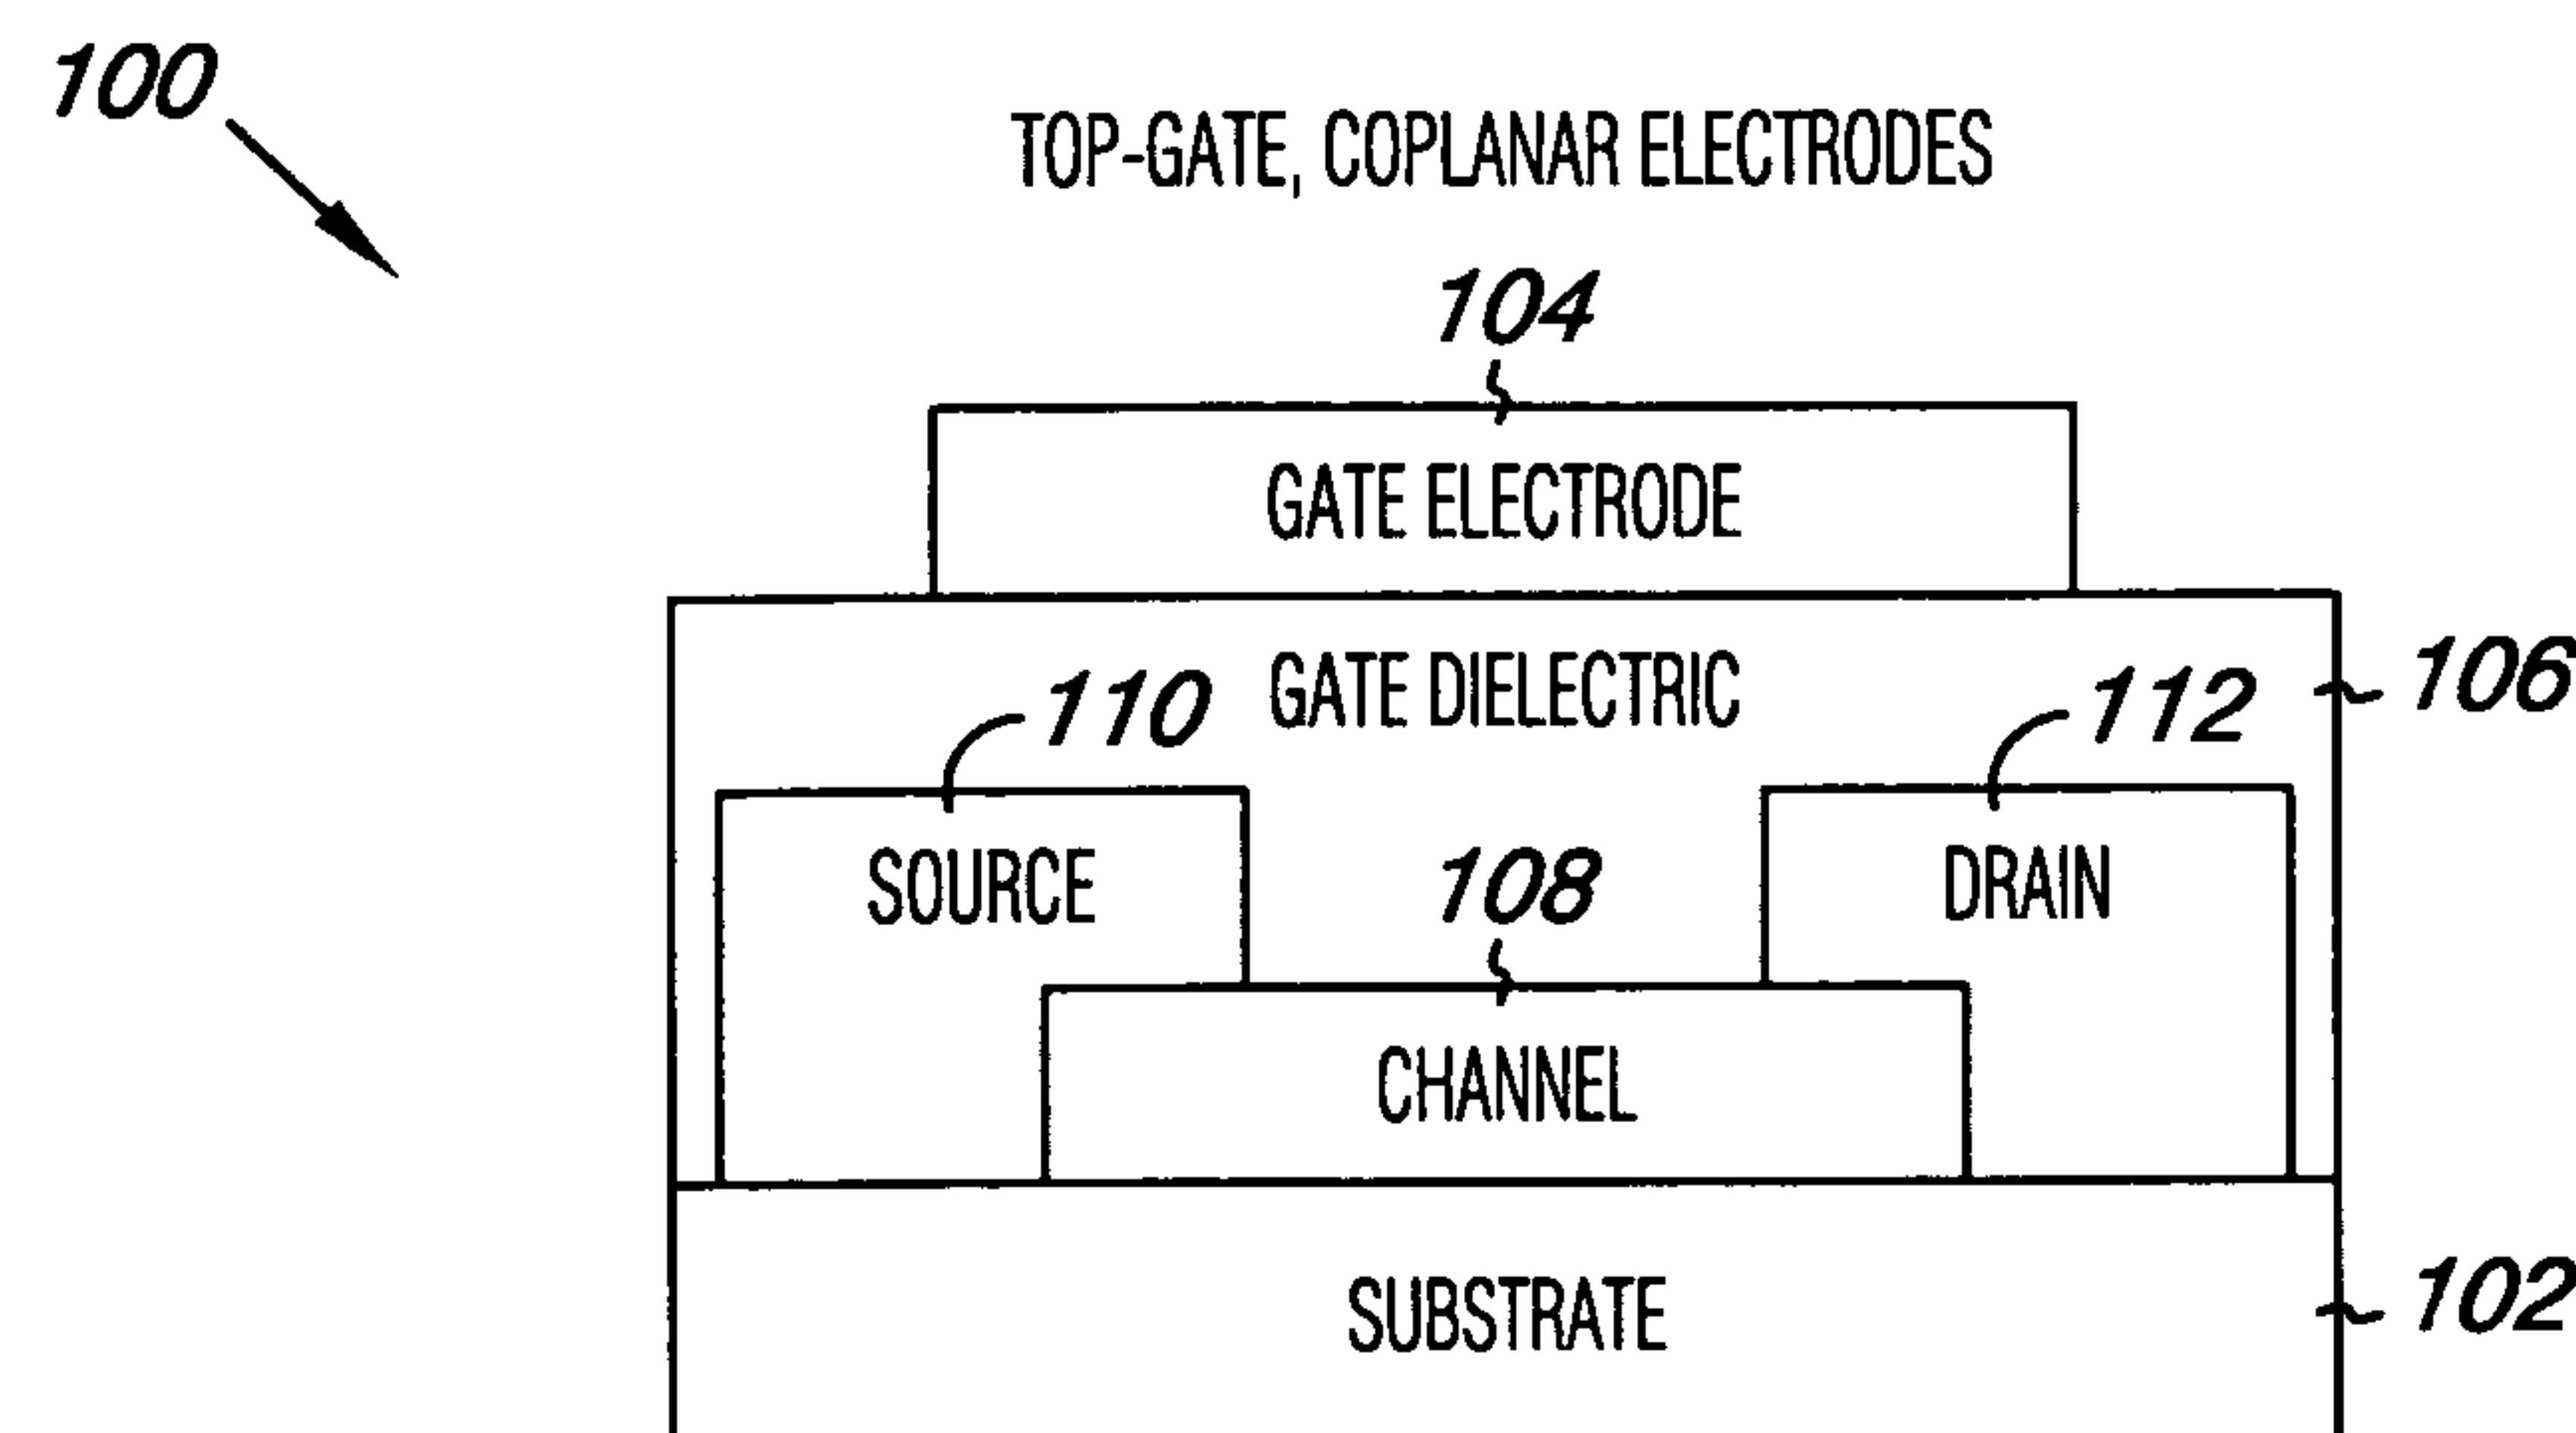 100
TOP-GATE, COPLANAR ELECTRODES
104
GATE ELECTRODE
GATE DIELECTRIC
106
110
112
SOURCE
108
DRAIN
CHANNEL
SUBSTRATE
102